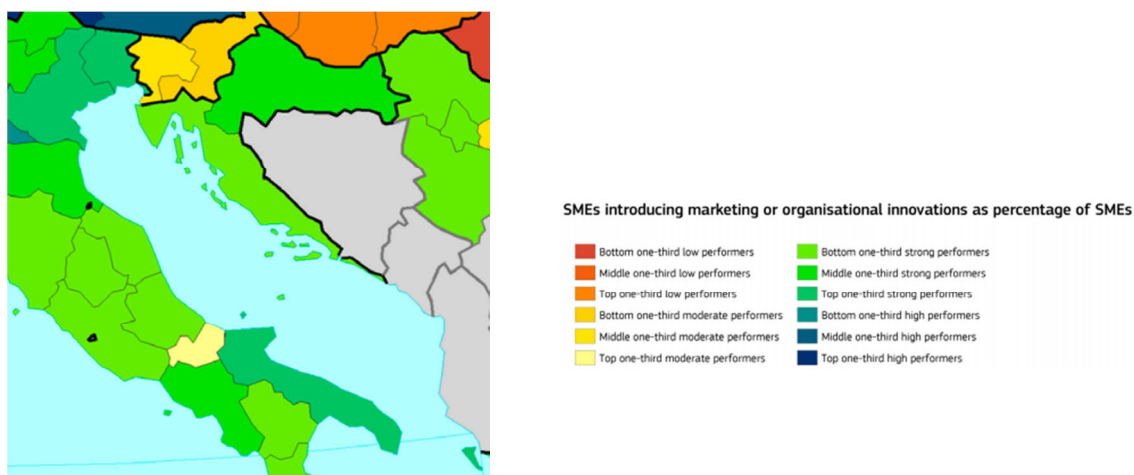 SMEs introducing marketing or organisational innovations as percentage of SMEs
Bottom one-third low performers
Middle one-third low performers
Top one-third low performers
Bottom one-third moderate performers
Middle one-third moderate performers
Top one-third moderate performers
Bottom one-third strong performers
Middle one-third strong performers
Top one-third strong performers
Bottom one-third high performers
Middle one-third high performers
Top one-third high performers